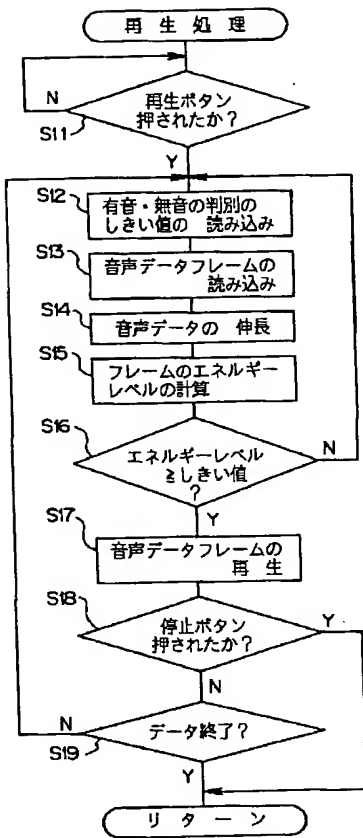 再生処理
N
再生ボタン
押されたか?
S11
Y
S12
有音・無音の判別の
しきい値の 読み込み
S13
音声データフレームの
読み込み
S14
音声データの 伸長
S15
フレームのエネルギー
レベルの計算
S16
N
エネルギーレベル
≧しきい値
?
Y
S17
音声データフレームの
再 生
S18
Y
停止ボタン
押されたか?
N
N
データ終了?
S19
Y
リターン